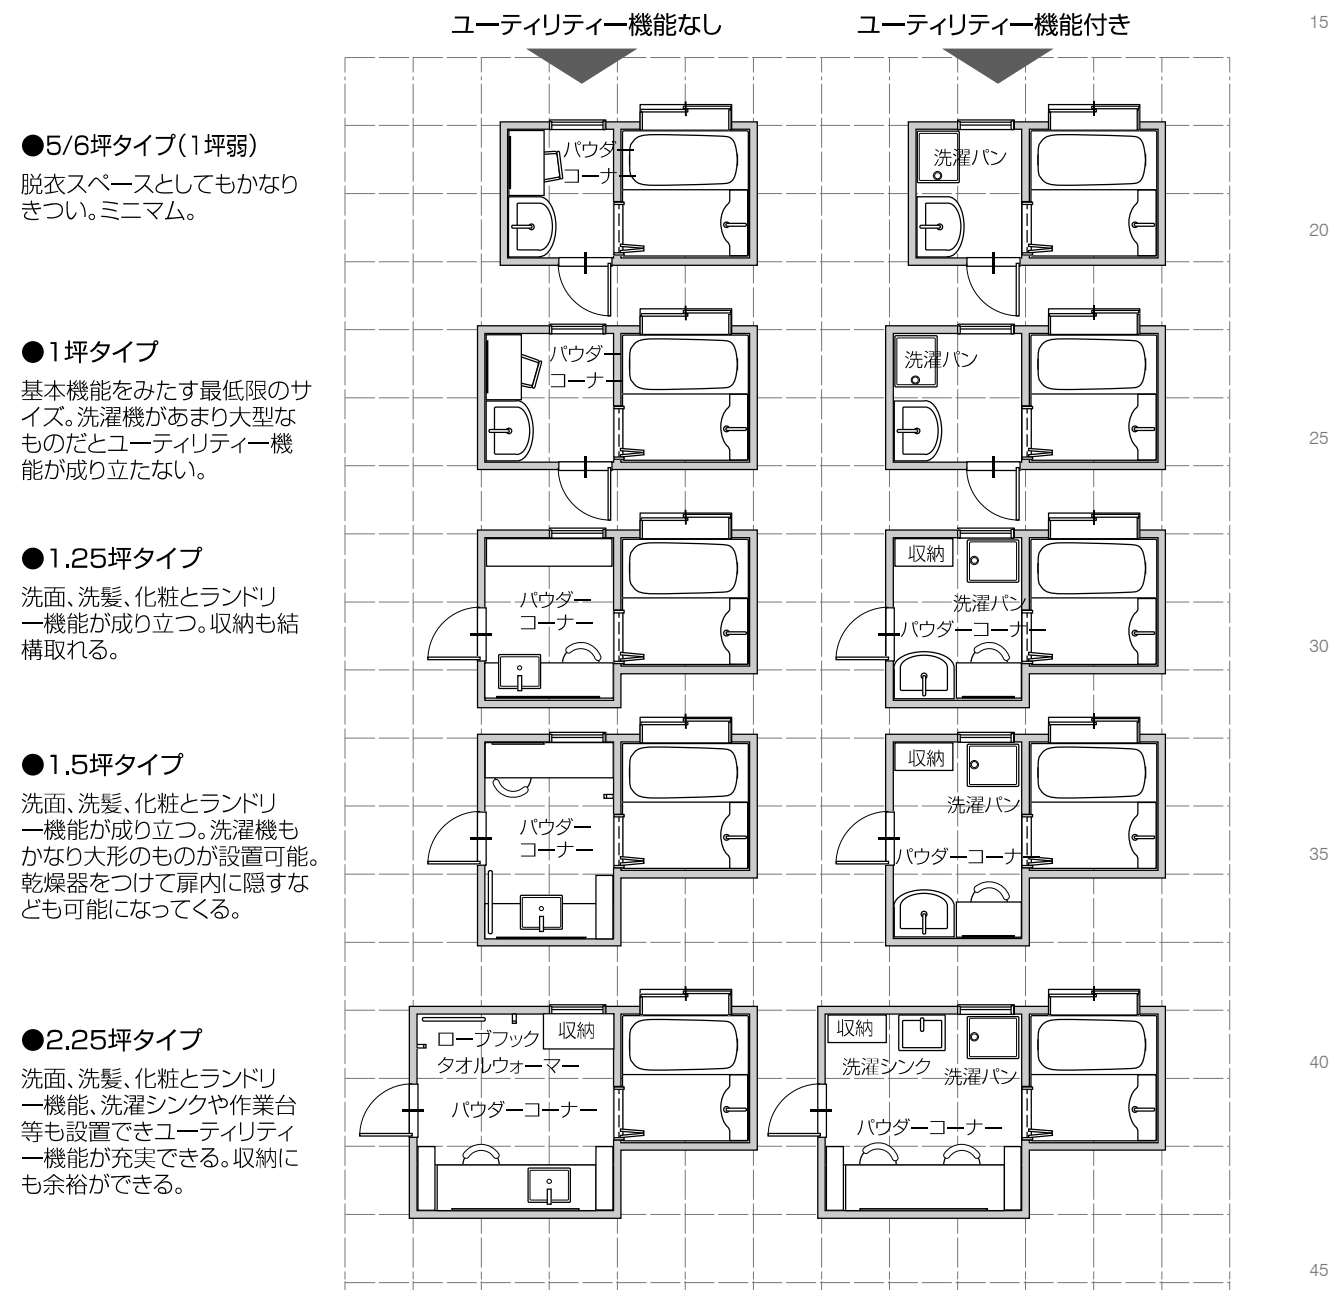 ユーティリティー機能なし
ユーティリティー機能付き
15
●5/6坪タイプ(1坪弱)
脱衣スペースとしてもかなり
きつい。ミニマム。
パウダー
コーナー
洗濯パン
20
●1坪タイプ
基本機能をみたす最低限のサ
イズ。洗濯機があまり大型な
ものだとユーティリティー機
能が成り立たない。
パウダー
コーナー
洗濯パン
25
●1.25坪タイプ
洗面、洗髪、化粧とランドリ
ー機能が成り立つ。収納も結
構取れる。
パウダー
コーナー
収納
洗濯パン
パウダーコーナー
30
●1.5坪タイプ
洗面、洗髪、化粧とランドリ
ー機能が成り立つ。洗濯機も
かなり大形のものが設置可能。
乾燥器をつけて扉内に隠すな
ども可能になってくる。
パウダー
コーナー
収納
洗濯パン
パウダーコーナー
35
●2.25坪タイプ
洗面、洗髪、化粧とランドリ
ー機能、洗濯シンクや作業台
等も設置できユーティリティ
ー機能が充実できる。収納に
も余裕ができる。
ローブフック
収納
タオルウォーマー
パウダーコーナー
収納
洗濯シンク
洗濯パン
パウダーコーナー
40
45